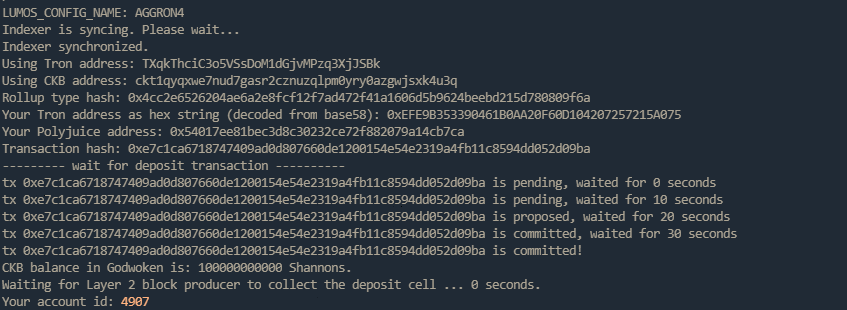 LUMOS_CONFIG_NAME: AGGRON4
Indexer is syncing. Please wait...
Indexer synchronized.
Using Tron address: TXqkThciC3o5VSsDoM1dGjvMPzq3XjJSBk
Using CKB address: ckt1qyqxwe7nud7gasr2cznuzqlpm0yry0azgwjsxk4u3q
Rollup type hash: 0x4cc2e6526204ae6a2e8fcf12f7ad472f41a1606d5b9624beebd215d780809f6a
Your Tron address as hex string (decoded from base58): 0xEFE9B353390461B0AA20F60D104207257215A075
Your Polyjuice address: 0x54017ee81bec3d8c30232ce72f882079a14cb7ca
Transaction hash: 0xe7c1ca6718747409ad0d807660de1200154e54e2319a4fb11c8594dd052d09ba
--------- wait for deposit transaction ----------
tx 0xe7c1ca6718747409ad0d807660de1200154e54e2319a4fb11c8594dd052d09ba is pending, waited for 0 seconds
tx 0xe7c1ca6718747409ad0d807660de1200154e54e2319a4fb11c8594dd052d09ba is pending, waited for 10 seconds
tx 0xe7c1ca6718747409ad0d807660de1200154e54e2319a4fb11c8594dd052d09ba is proposed, waited for 20 seconds
tx 0xe7c1ca6718747409ad0d807660de1200154e54e2319a4fb11c8594dd052d09ba is committed, waited for 30 seconds
tx 0xe7c1ca6718747409ad0d807660de1200154e54e2319a4fb11c8594dd052d09ba is committed!
CKB balance in Godwoken is: 100000000000 Shannons.
Waiting for Layer 2 block producer to collect the deposit cell ... 0 seconds.
Your account id: 4907